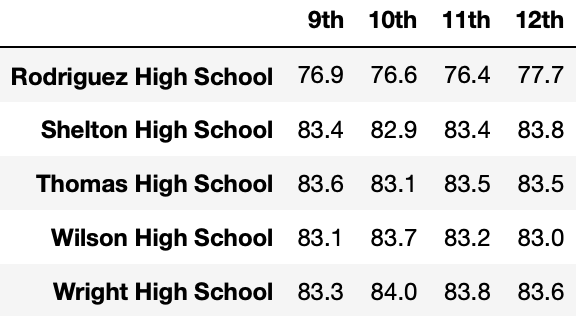 9th 10th 11th 12th
Rodriguez High School 76.9 76.6 76.4 77.7
Shelton High School 83.4 82.9 83.4 83.8
Thomas High School 83.6 83.1 83.5 83.5
Wilson High School 83.1 83.7 83.2 83.0
Wright High School 83.3 84.0 83.8 83.6